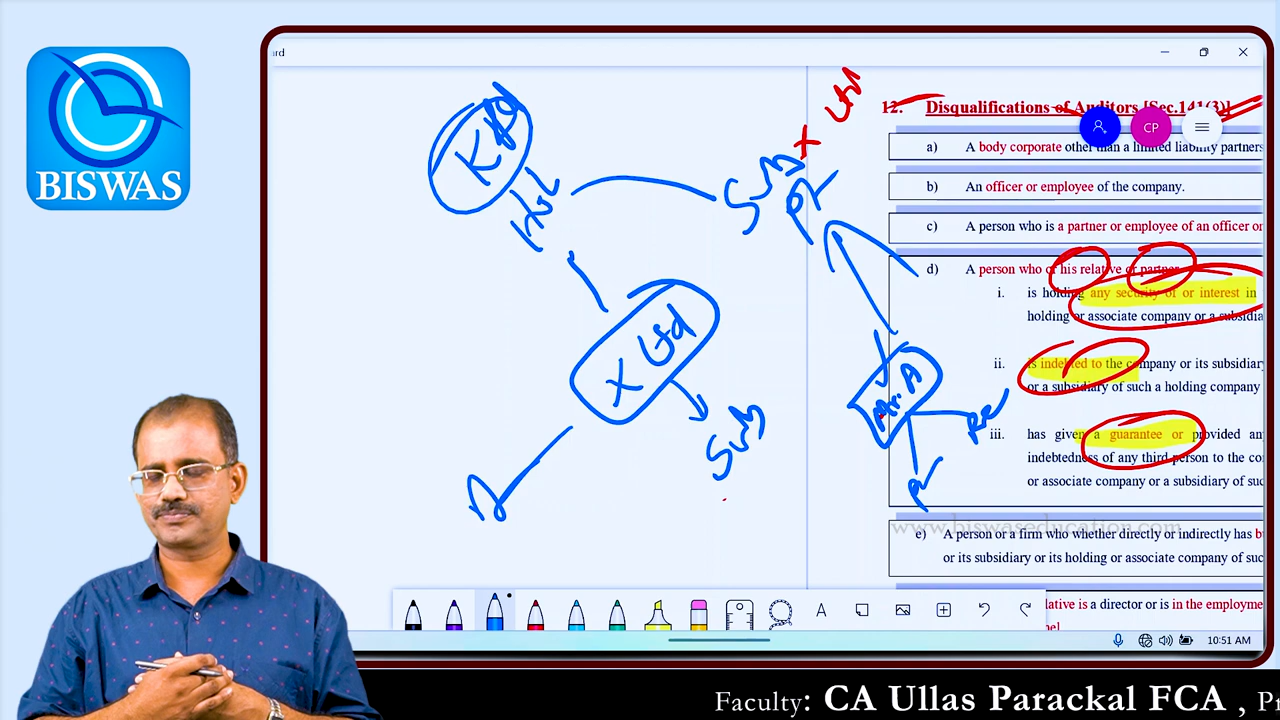 BISWAS
ard
K
Hol
Sub
X Ltd
X Ltd
Sub
Mr. A
12. Disqualifications of Auditors [Sec.141(3)]
CP
a) A body corporate other than a limited liability partners
b) An officer or employee of the company.
c) A person who is a partner or employee of an officer or
d) A person who or his relative or partner
i. is holding any security of or interest in
holding or associate company or a subsidia
ii. is indebted to the company or its subsidiary
or a subsidiary of such a holding company
iii. has given a guarantee or provided any
indebtedness of any third person to the co
or associate company or a subsidiary of suc
www.biswaseducation.com
e) A person or a firm who whether directly or indirectly has b
or its subsidiary or its holding or associate company of suc
lative is a director or is in the employme
A
10:51 AM
Faculty: CA Ullas Parackal FCA , Pr